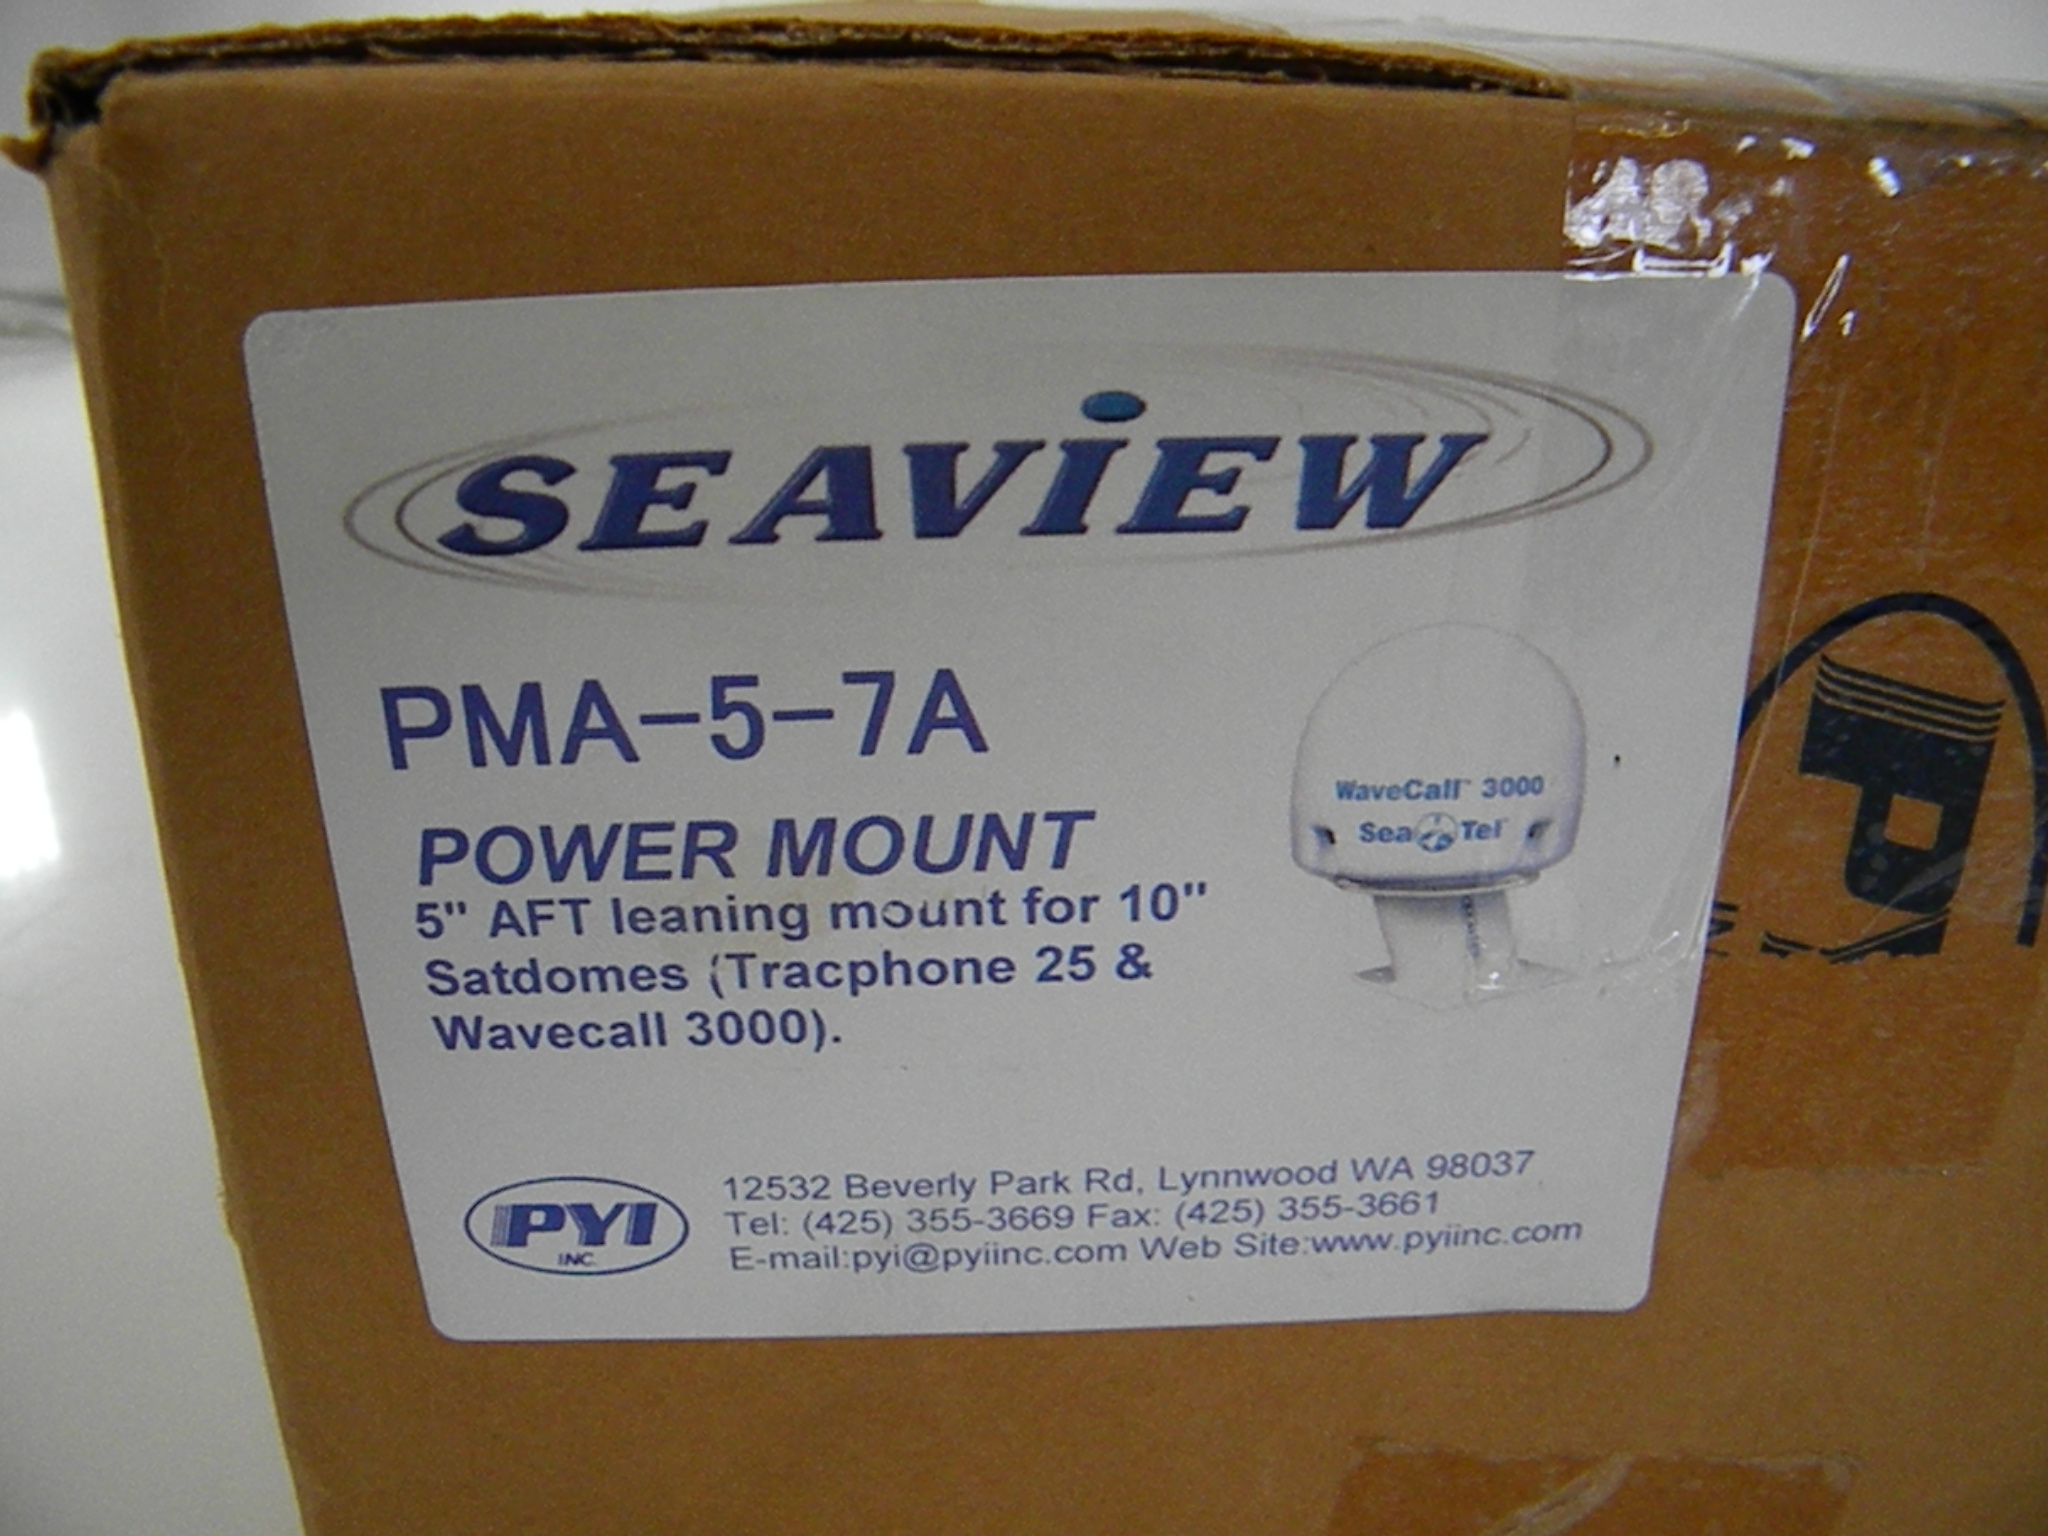 SEAVIEW
PMA-5-7A
POWER MOUNT
5" AFT leaning mount for 10"
Satdomes (Tracphone 25 &
Wavecall 3000).
WaveCall™ 3000
Sea Tel
PYI
INC.
12532 Beverly Park Rd, Lynnwood WA 98037
Tel: (425) 355-3669 Fax: (425) 355-3661
E-mail:pyi@pyiinc.com Web Site:www.pyiinc.com
P